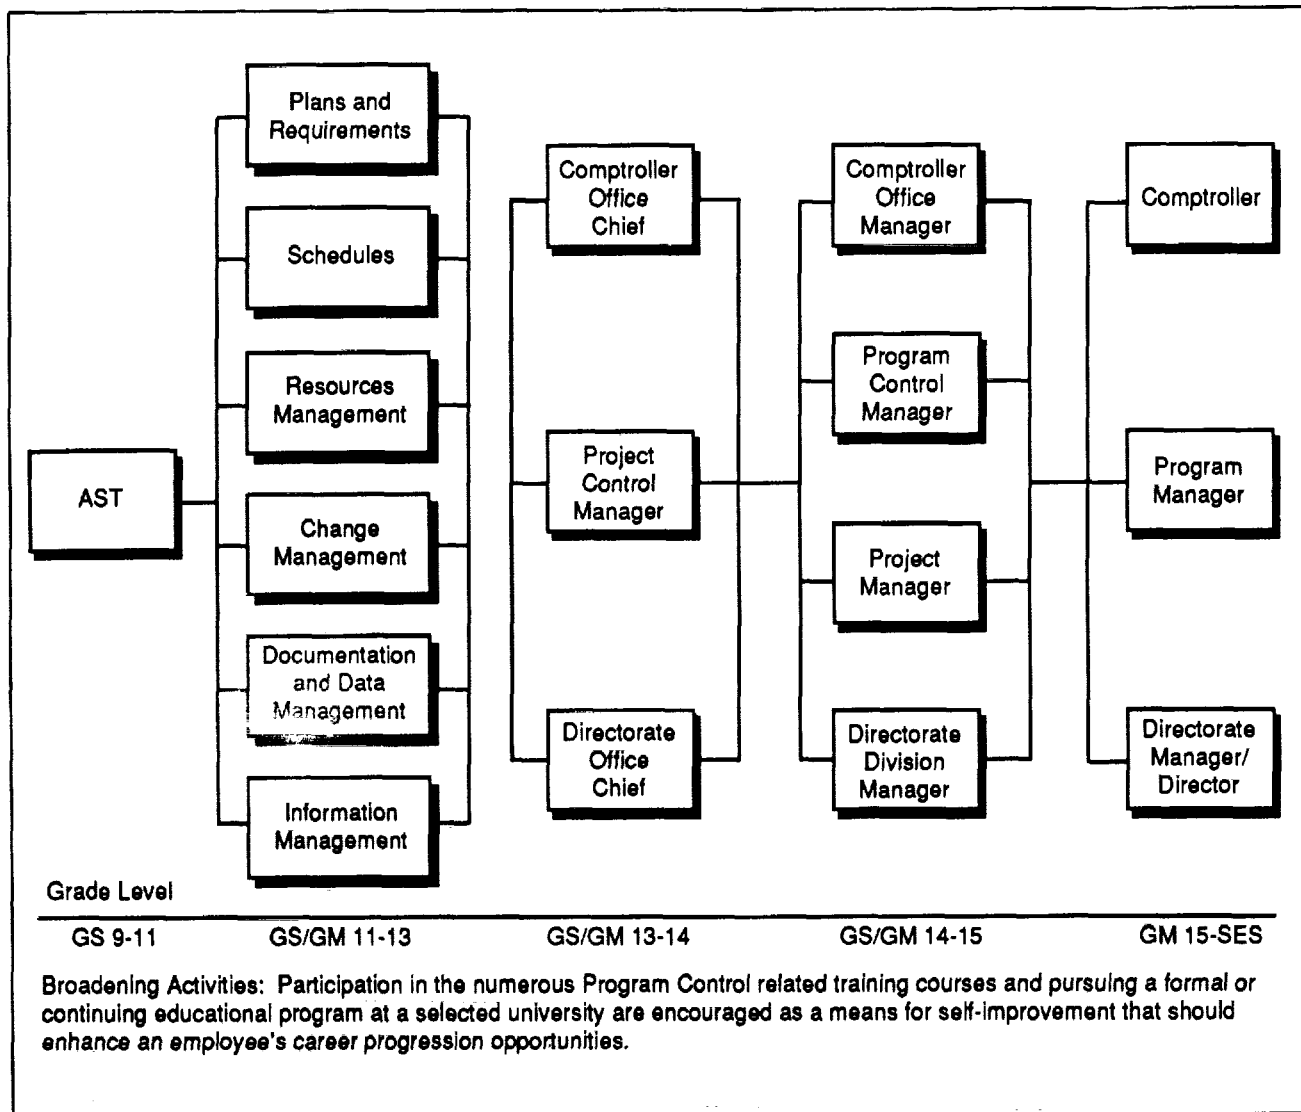 Plans and
Requirements
Schedules
Resources
Management
AST
Change
Management
Documentation
and Data
Management
Information
Management
Comptroller
Office
Chief
Project
Control
Manager
Directorate
Office
Chief
Comptroller
Office
Manager
Program
Control
Manager
Project
Manager
Directorate
Division
Manager
Comptroller
Program
Manager
Directorate
Manager/
Director
Grade Level
GS 9-11 GS/GM 11-13 GS/GM 13-14 GS/GM 14-15 GM 15-SES
Broadening Activities: Participation in the numerous Program Control related training courses and pursuing a formal or
continuing educational program at a selected university are encouraged as a means for self-improvement that should
enhance an employee's career progression opportunities.